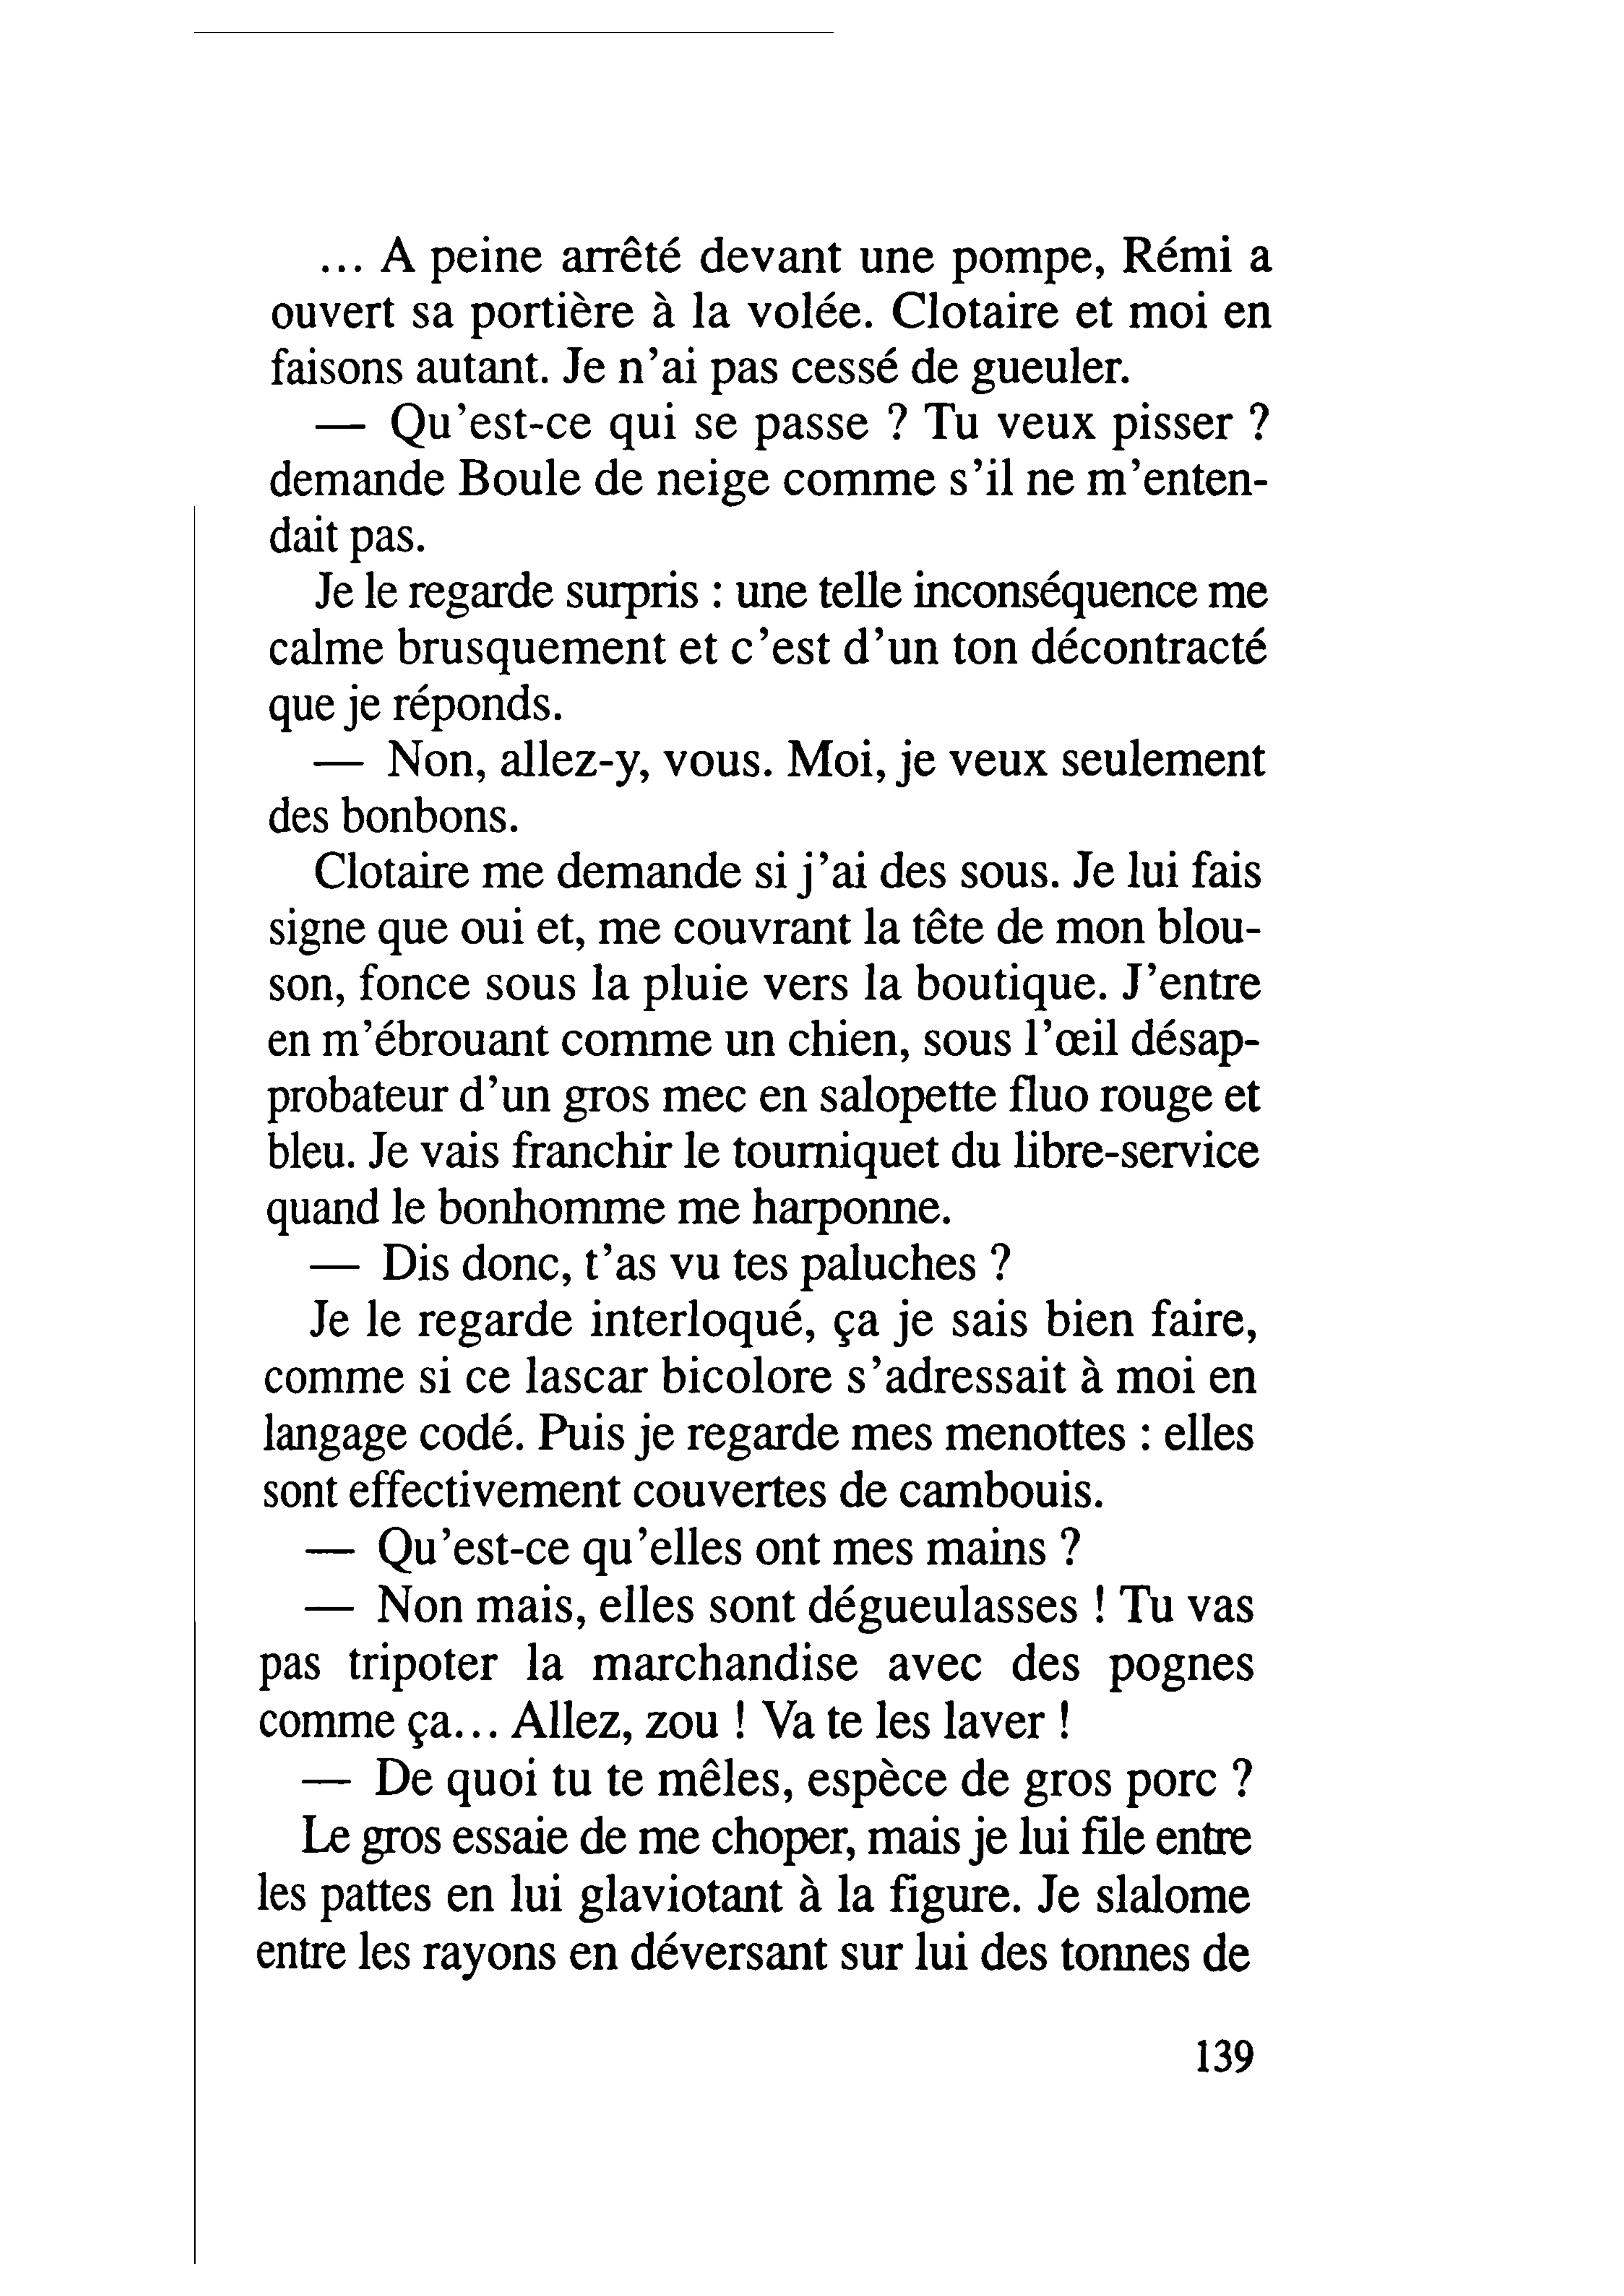 ... A peine arrêté devant une pompe, Rémi a
ouvert sa portière à la volée. Clotaire et moi en
faisons autant. Je n'ai pas cessé de gueuler.
— Qu'est-ce qui se passe ? Tu veux pisser ?
demande Boule de neige comme s'il ne m'enten-
dait pas.
Je le regarde surpris : une telle inconséquence me
calme brusquement et c'est d'un ton décontracté
que je réponds.
— Non, allez-y, vous. Moi, je veux seulement
des bonbons.
Clotaire me demande si j'ai des sous. Je lui fais
signe que oui et, me couvrant la tête de mon blou-
son, fonce sous la pluie vers la boutique. J'entre
en m'ébrouant comme un chien, sous l'œil désap-
probateur d'un gros mec en salopette fluo rouge et
bleu. Je vais franchir le tourniquet du libre-service
quand le bonhomme me harponne.
— Dis donc, t'as vu tes paluches ?
Je le regarde interloqué, ça je sais bien faire,
comme si ce lascar bicolore s'adressait à moi en
langage codé. Puis je regarde mes menottes : elles
sont effectivement couvertes de cambouis.
— Qu'est-ce qu'elles ont mes mains ?
— Non mais, elles sont dégueulasses ! Tu vas
pas tripoter la marchandise avec des pognes
comme ça... Allez, zou ! Va te les laver !
— De quoi tu te mêles, espèce de gros porc ?
Le gros essaie de me choper, mais je lui file entre
les pattes en lui glaviotant à la figure. Je slalome
entre les rayons en déversant sur lui des tonnes de
139